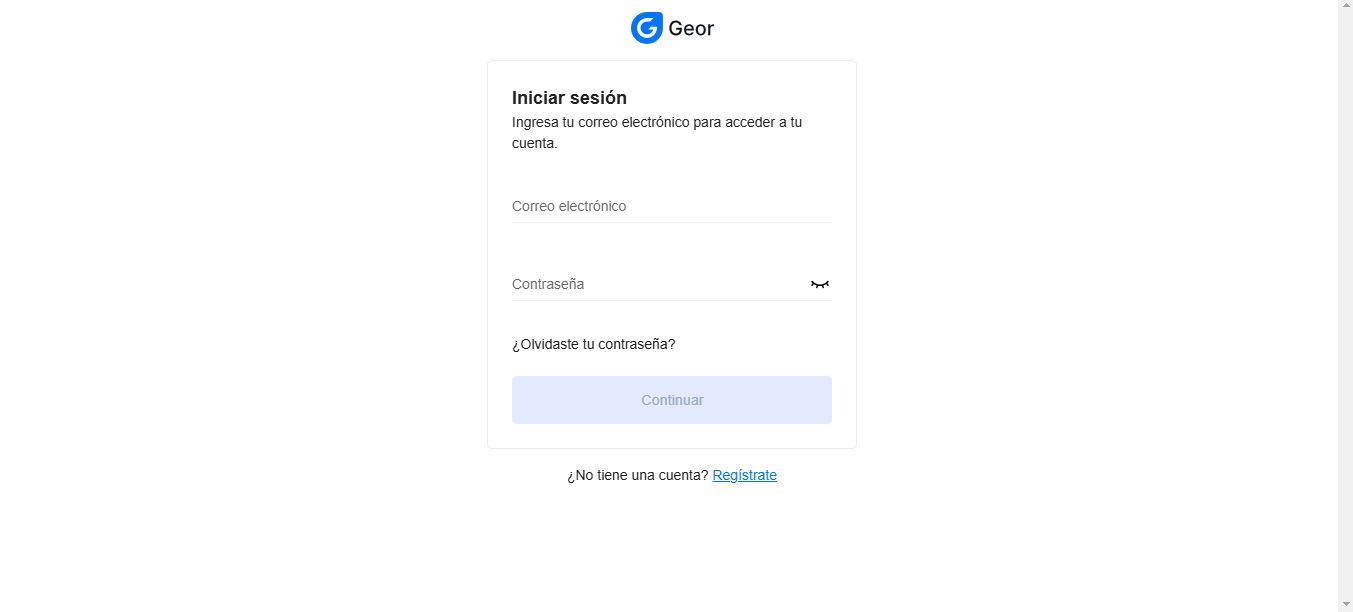 Geor
Iniciar sesión
Ingresa tu correo electrónico para acceder a tu
cuenta.
Correo electrónico
Contraseña
¿Olvidaste tu contraseña?
Continuar
¿No tiene una cuenta? Regístrate